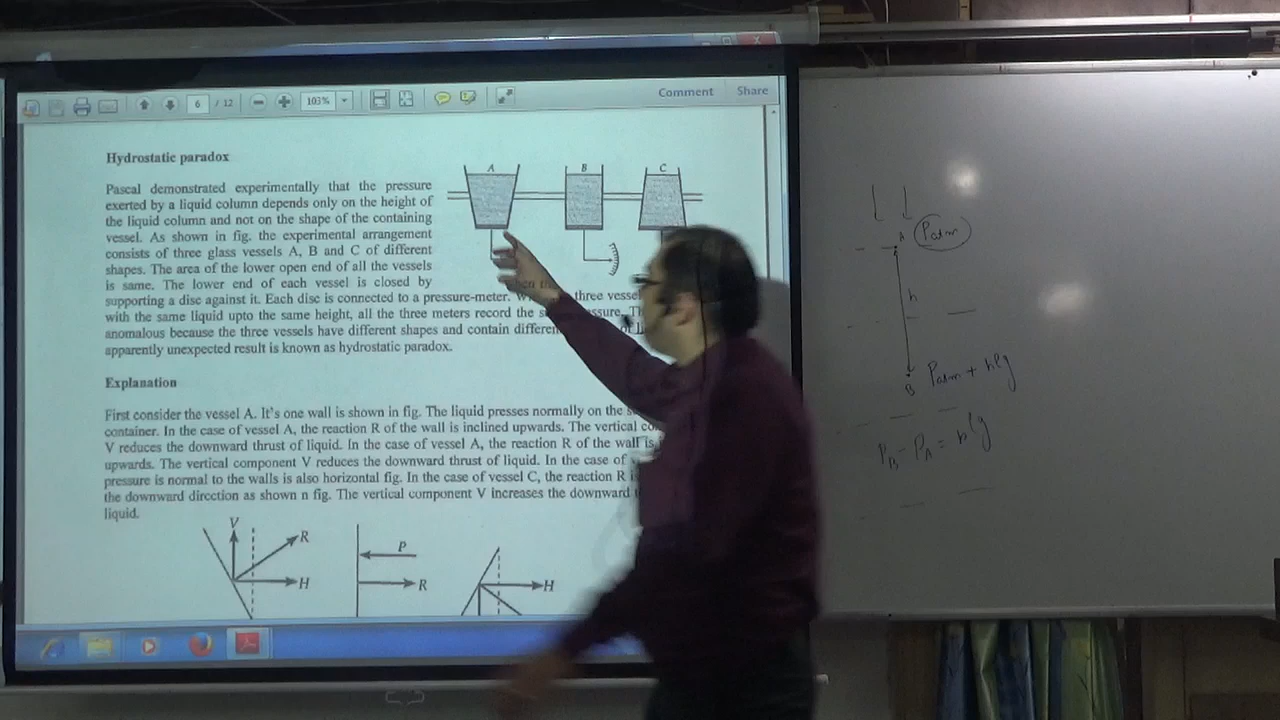 6 / 12
103%
Comment
Share
Hydrostatic paradox
Pascal demonstrated experimentally that the pressure
exerted by a liquid column depends only on the height of
the liquid column and not on the shape of the containing
vessel. As shown in fig. the experimental arrangement
consists of three glass vessels A, B and C of different
shapes. The area of the lower open end of all the vessels
is same. The lower end of each vessel is closed by
supporting a disc against it. Each disc is connected to a pressure-meter. three
with the same liquid upto the same height, all the three meters record the
anomalous because the three vessels have different shapes and contain
apparently unexpected result is known as hydrostatic paradox.
A
B
C
Explanation
First consider the vessel A. It's one wall is shown in fig. The liquid presses normally on the
container. In the case of vessel A, the reaction R of the wall is inclined upwards. The vertical
V reduces the downward thrust of liquid. In the case of vessel A, the reaction R of the wall is
upwards. The vertical component V reduces the downward thrust of liquid. In the case of
pressure is normal to the walls is also horizontal fig. In the case of vessel C, the reaction R
the downward direction as shown n fig. The vertical component V increases the downward
liquid.
V
R
H
P
R
H
A Patm
h
B Patm + hρg
PB - PA = hρg